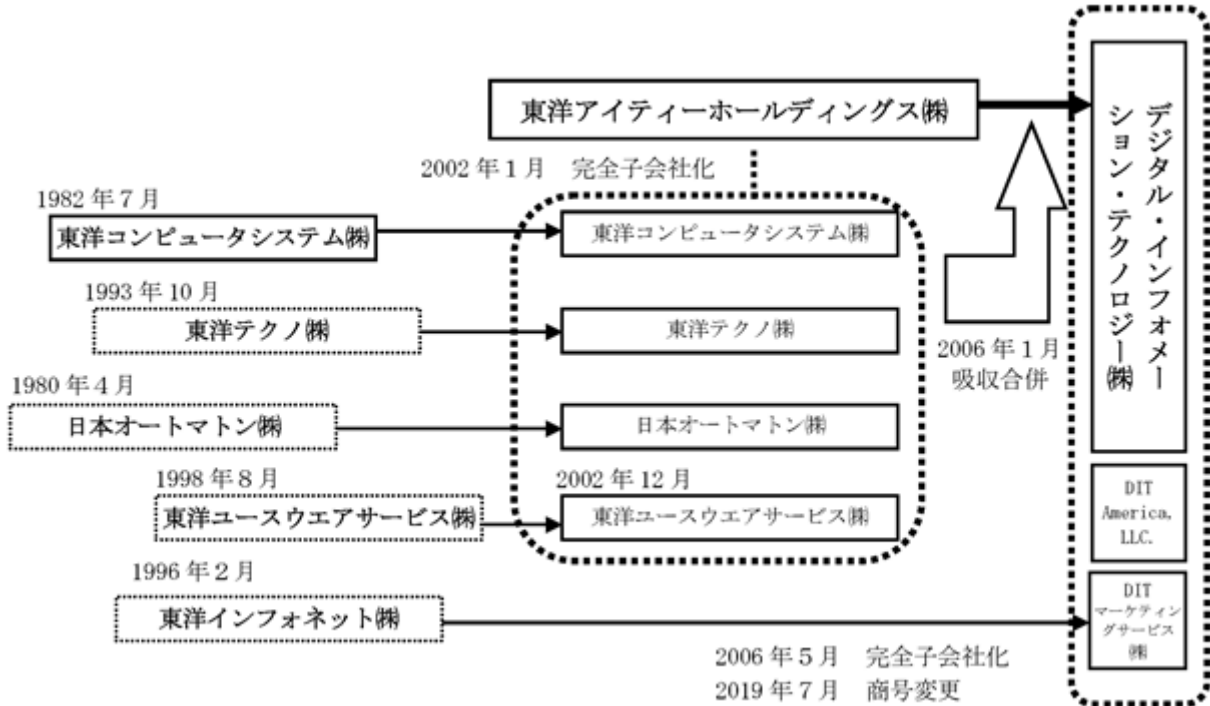 東洋アイティーホールディングス㈱
2002年1月　完全子会社化
1982年7月
東洋コンピュータシステム㈱
東洋コンピュータシステム㈱
1993年10月
東洋テクノ㈱
東洋テクノ㈱
1980年4月
日本オートマトン㈱
日本オートマトン㈱
1998年8月
2002年12月
東洋ユースウエアサービス㈱
東洋ユースウエアサービス㈱
1996年2月
東洋インフォネット㈱
2006年5月　完全子会社化
2019年7月　商号変更
2006年1月
吸収合併
デジタル・インフォメー
ション・テクノロジー㈱
DIT
America,
LLC.
DIT
マーケティン
グサービス
㈱